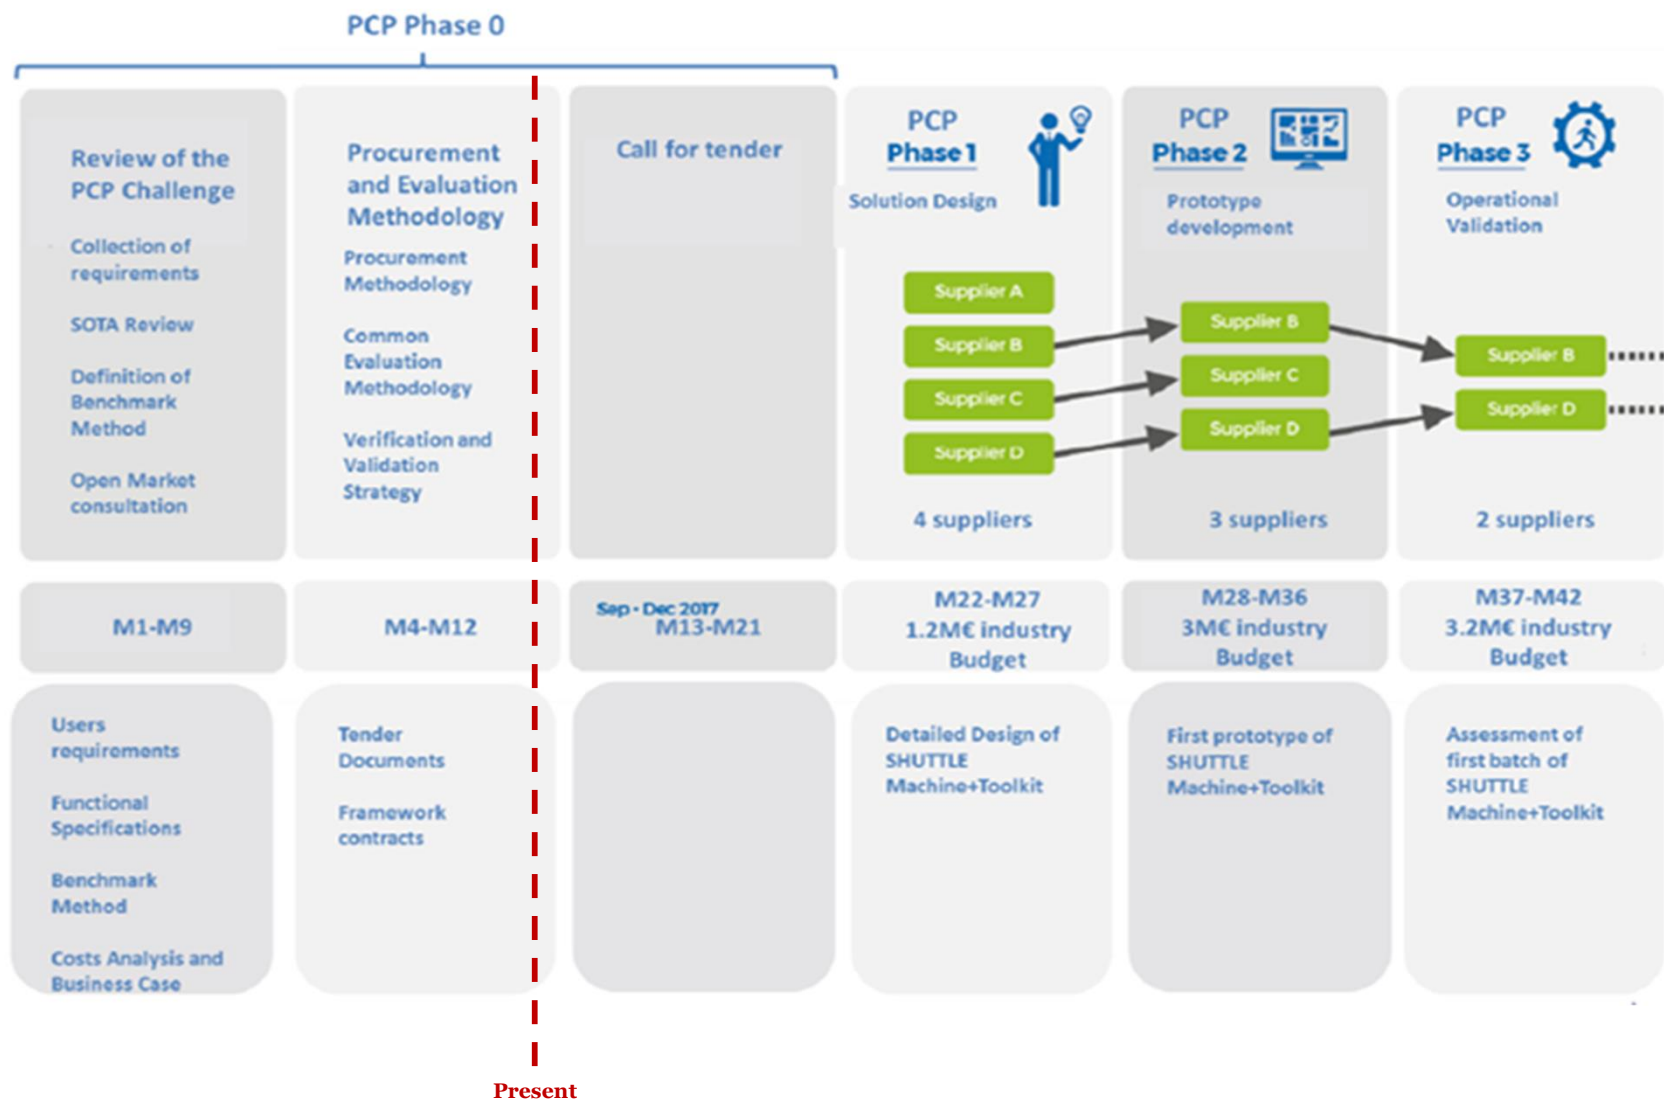 PCP Phase 0
Review of the
PCP Challenge
Collection of
requirements
SOTA Review
Definition of
Benchmark
Method
Open Market
consultation
Procurement
and Evaluation
Methodology
Procurement
Methodology
Common
Evaluation
Methodology
Verification and
Validation
Strategy
Call for tender
PCP
Phase 1
Solution Design
Supplier A
Supplier B
Supplier C
Supplier D
4 suppliers
PCP
Phase 2
Prototype
development
Supplier B
Supplier C
Supplier D
3 suppliers
PCP
Phase 3
Operational
Validation
Supplier B
Supplier D
2 suppliers
M1-M9
M4-M12
Sep - Dec 2017
M13-M21
M22-M27
1.2M€ industry
Budget
M28-M36
3M€ industry
Budget
M37-M42
3.2M€ industry
Budget
Users
requirements
Functional
Specifications
Benchmark
Method
Costs Analysis and
Business Case
Tender
Documents
Framework
contracts
Detailed Design of
SHUTTLE
Machine+Toolkit
First prototype of
SHUTTLE
Machine+Toolkit
Assessment of
first batch of
SHUTTLE
Machine+Toolkit
Present